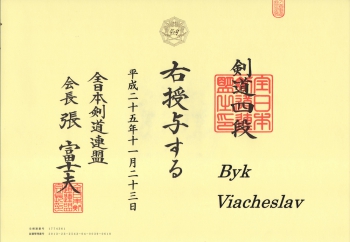 剣道四段
Byk
Viacheslav
右授与する
平成二十五年十一月二十三日
全日本剣道連盟
会長 張 富士夫